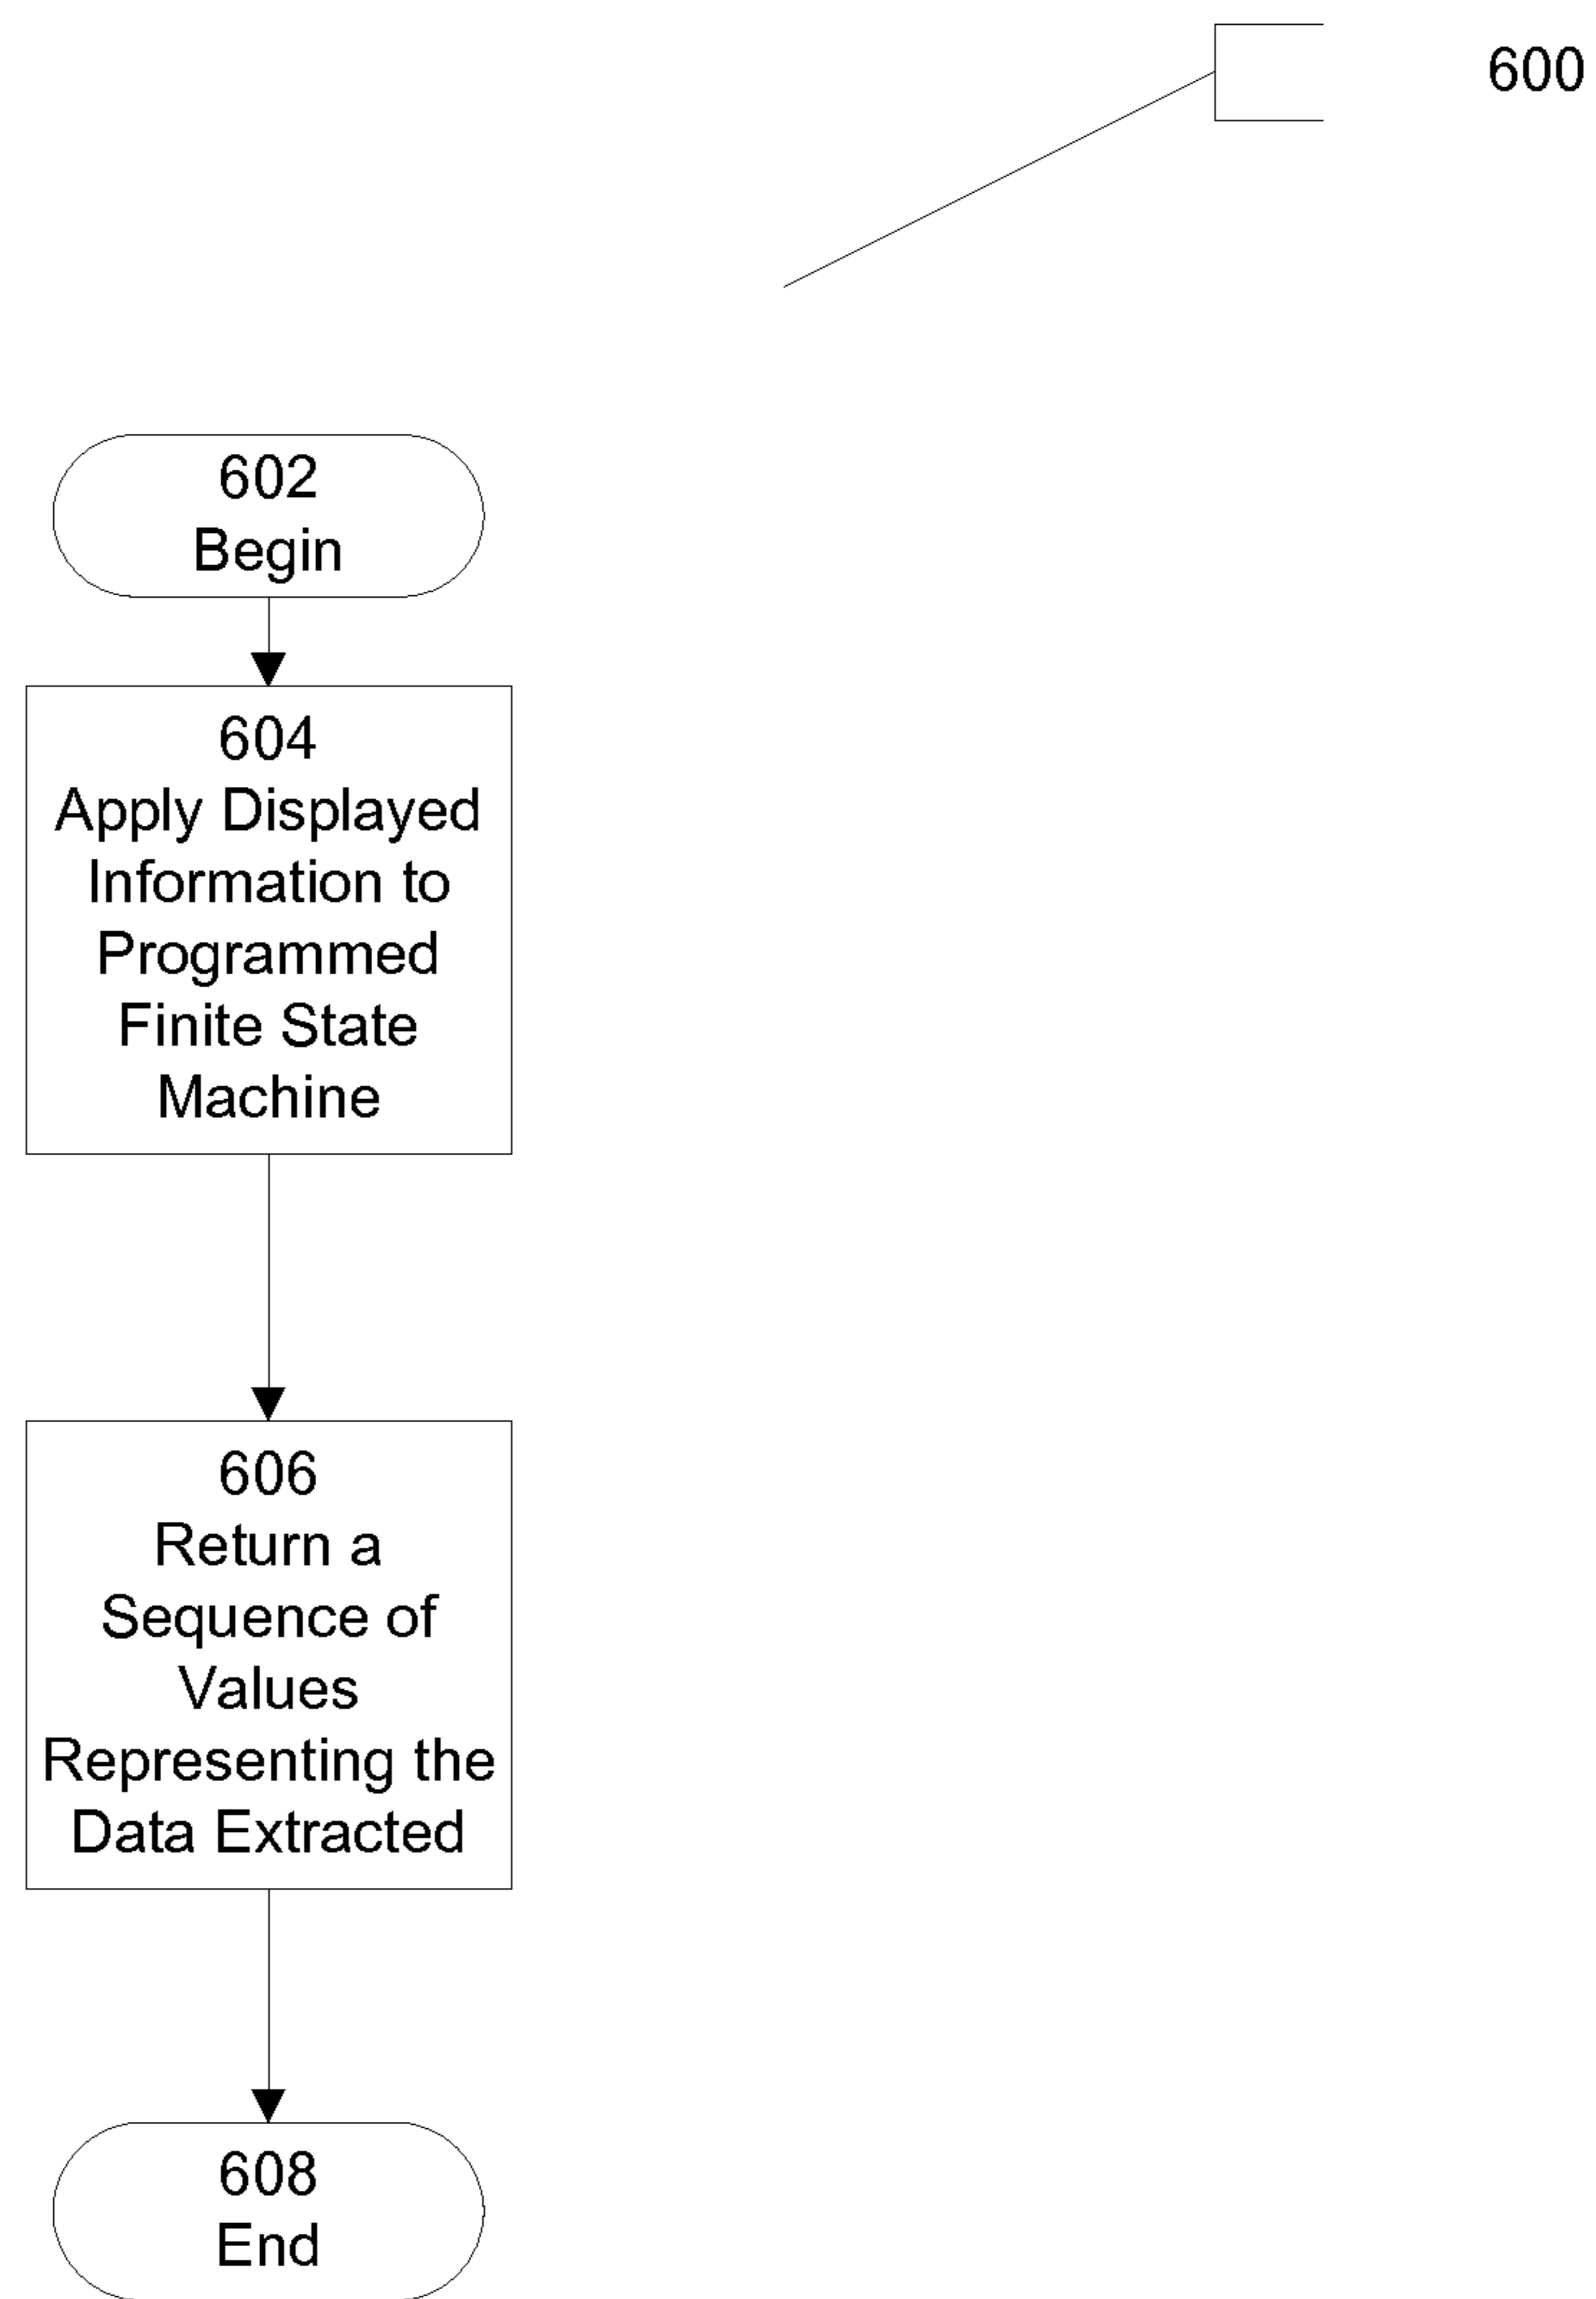 600
602
Begin
604
Apply Displayed
Information to
Programmed
Finite State
Machine
606
Return a
Sequence of
Values
Representing the
Data Extracted
608
End